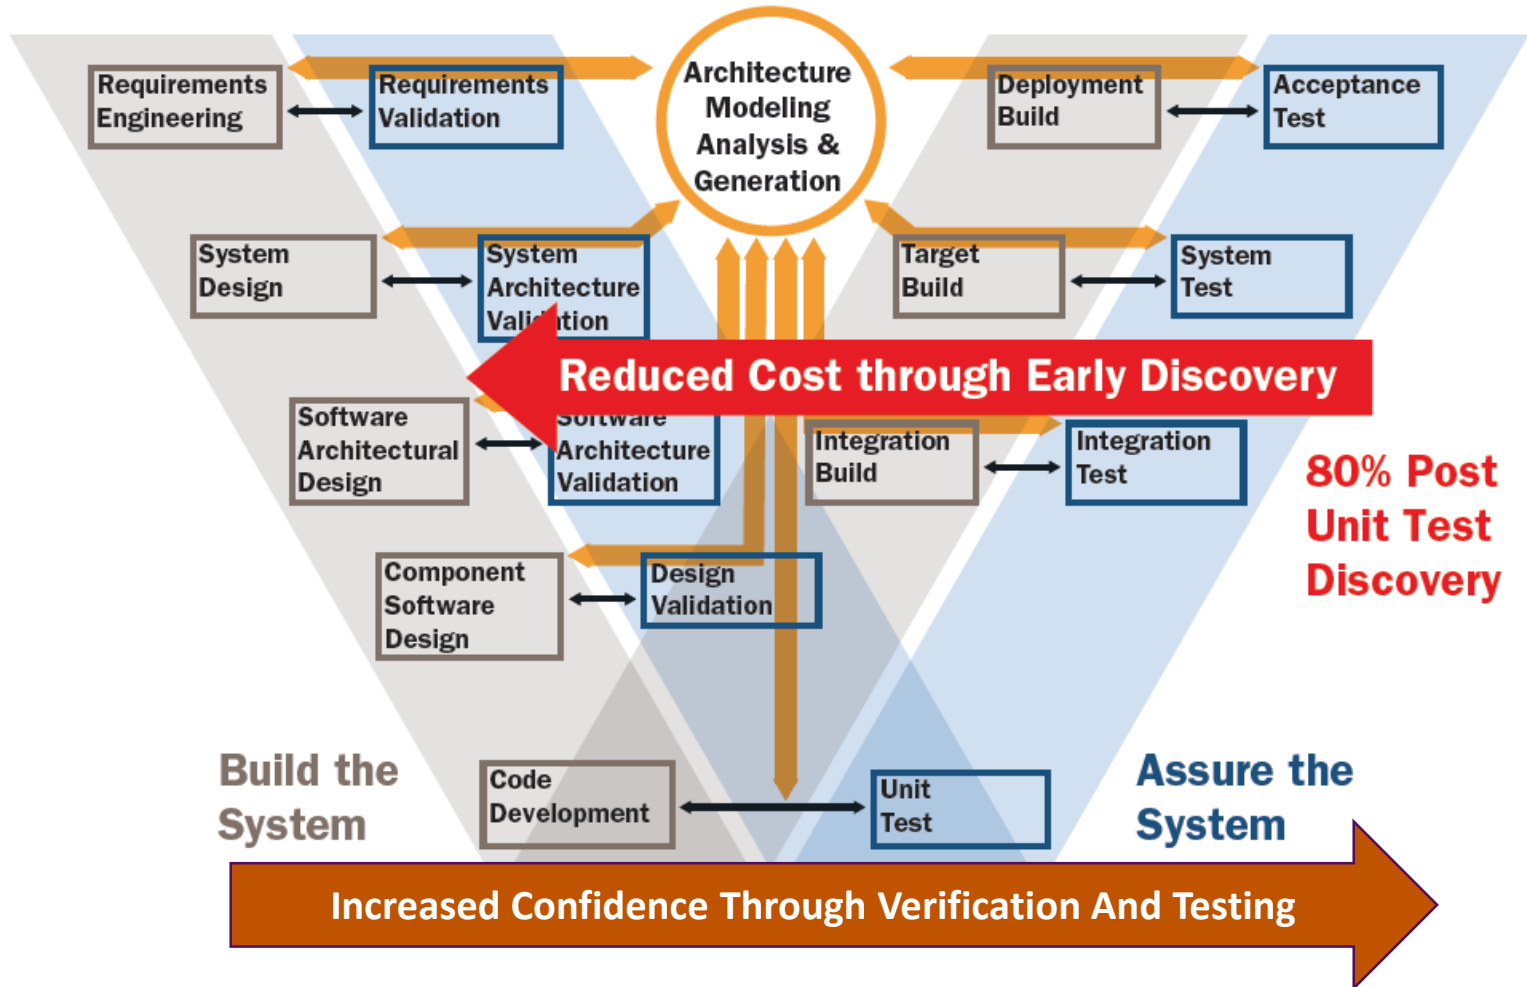 Requirements
Engineering
Requirements
Validation
Architecture
Modeling
Analysis &
Generation
Deployment
Build
Acceptance
Test
System
Design
System
Architecture
Validation
Target
Build
System
Test
Reduced Cost through Early Discovery
Software
Architectural
Design
Software
Architecture
Validation
Integration
Build
Integration
Test
80% Post
Unit Test
Discovery
Component
Software
Design
Design
Validation
Build the
System
Code
Development
Unit
Test
Assure the
System
Increased Confidence Through Verification And Testing